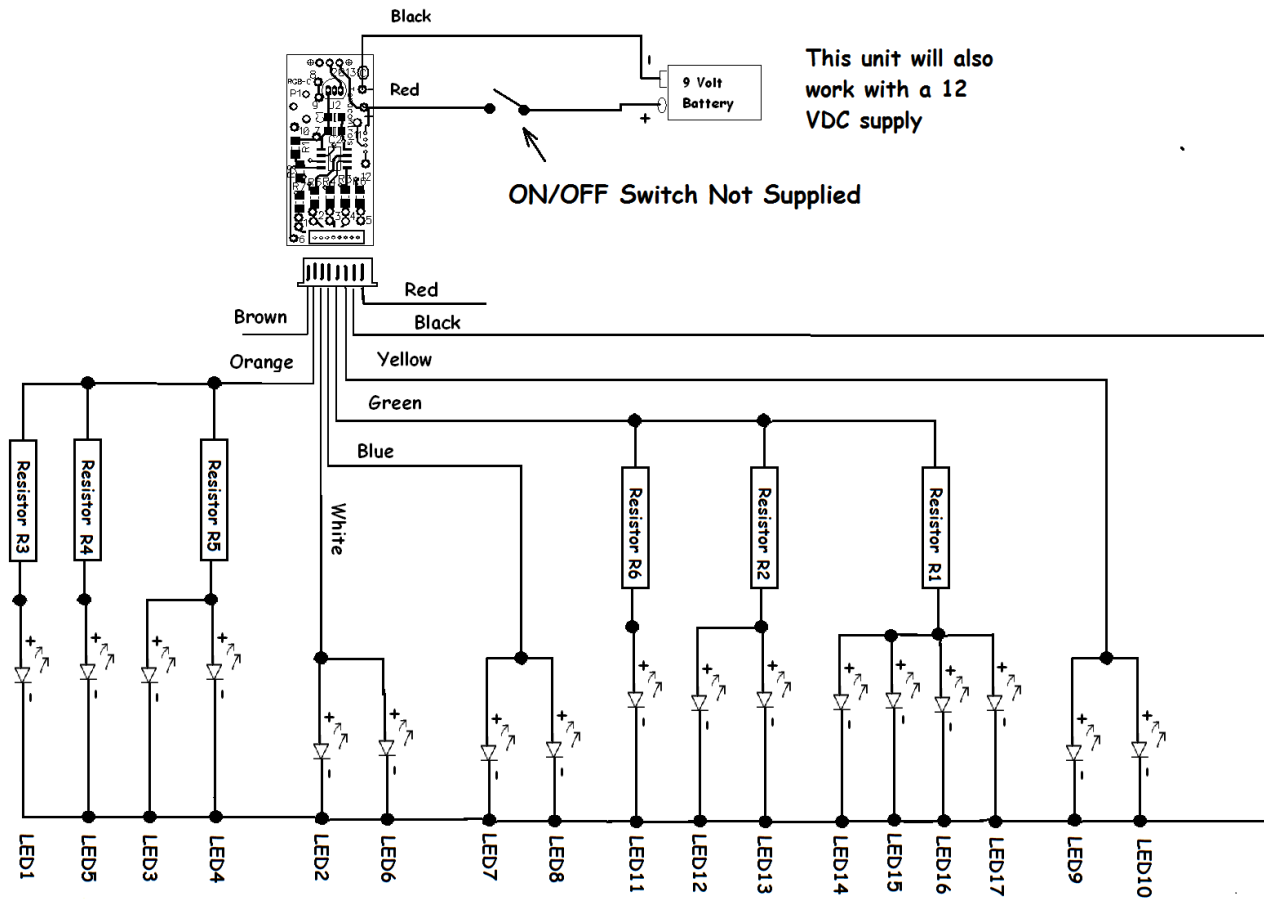 Black
This unit will also
work with a 12
VDC supply
9 Volt
Battery
-
+
Red
ON/OFF Switch Not Supplied
Red
Brown
Black
Orange
Yellow
Green
Blue
White
Resistor R3
Resistor R4
Resistor R5
Resistor R6
Resistor R2
Resistor R1
LED1
LED5
LED3
LED4
LED2
LED6
LED7
LED8
LED11
LED12
LED13
LED14
LED15
LED16
LED17
LED9
LED10